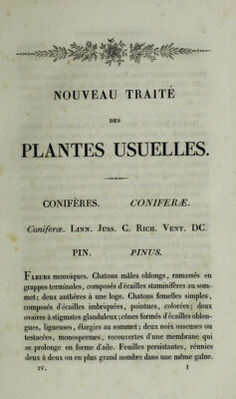 NOUVEAU TRAITÉ
DES
PLANTES USUELLES.
CONIFÈRES. CONIFERÆ.
Coniferæ. LINN. JUSS. C. RICH. VENT. DC.
PIN. PINUS.
FLEURS monoïques. Chatons mâles oblongs, ramassés en
grappes terminales, composés d'écailles staminifères au som-
met; deux anthères à une loge. Chatons femelles simples,
composés d'écailles imbriquées, pointues, colorées; deux
ovaires à stigmates glanduleux; cônes formés d'écailles oblon-
gues, ligneuses, élargies au sommet; deux noix osseuses ou
testacées, monospermes, recouvertes d'une membrane qui
se prolonge en forme d'aile. Feuilles persistantes, réunies
deux à deux ou en plus grand nombre dans une même gaîne.
IV. 1